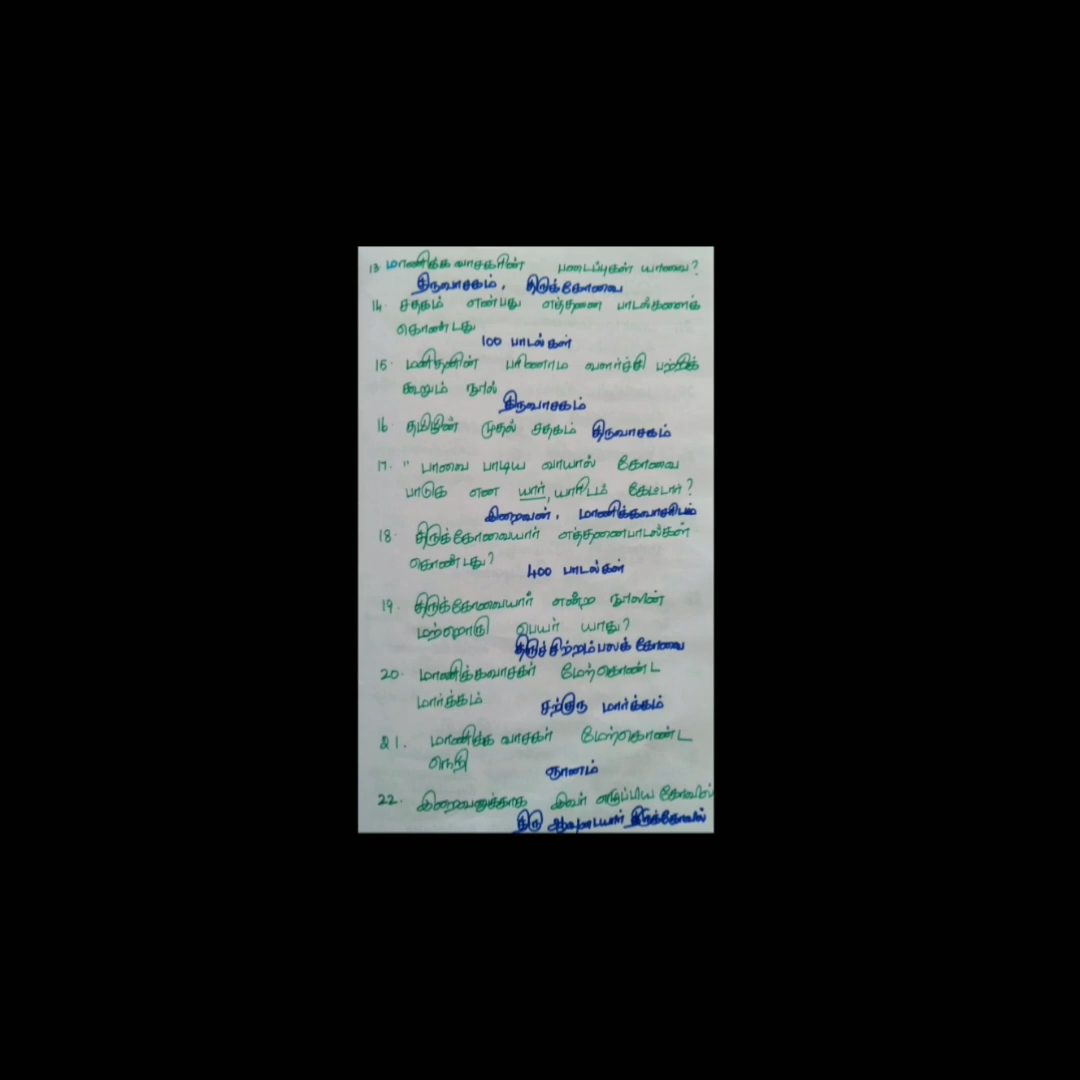 13 மாணிக்க வாசகரின் படைப்புகள் யாவை?
திருவாசகம், திருக்கோவை
14. சதகம் என்பது எத்தனை பாடல்களைக்
கொண்டது
100 பாடல்கள்
15. மனிதனின் பரிணாம வளர்ச்சி பற்றிக்
கூறும் நூல்
திருவாசகம்
16 தமிழின் முதல் சதகம் திருவாசகம்
17. " பாவை பாடிய வாயால் கோவை
பாடுக என யார், யாரிடம் கேட்டார்?
இறைவன், மாணிக்கவாசரிடம்
18. திருக்கோவையார் எத்தனைபாடல்கள்
கொண்டது?
400 பாடல்கள்
19. திருக்கோவையார் என்ற நூலின்
மற்றொரு பெயர் யாது?
திருச்சிற்றம்பலக் கோவை
20. மாணிக்கவாசகர் மேற்கொண்ட
மார்க்கம் சற்குரு மார்க்கம்
21. மாணிக்க வாசகர் மேற்கொண்ட
நெறி ஞானம்
22. இறைவனுக்காக இவர் எழுப்பிய கோவில்
திரு ஆவுடையார் திருக்கோவில்